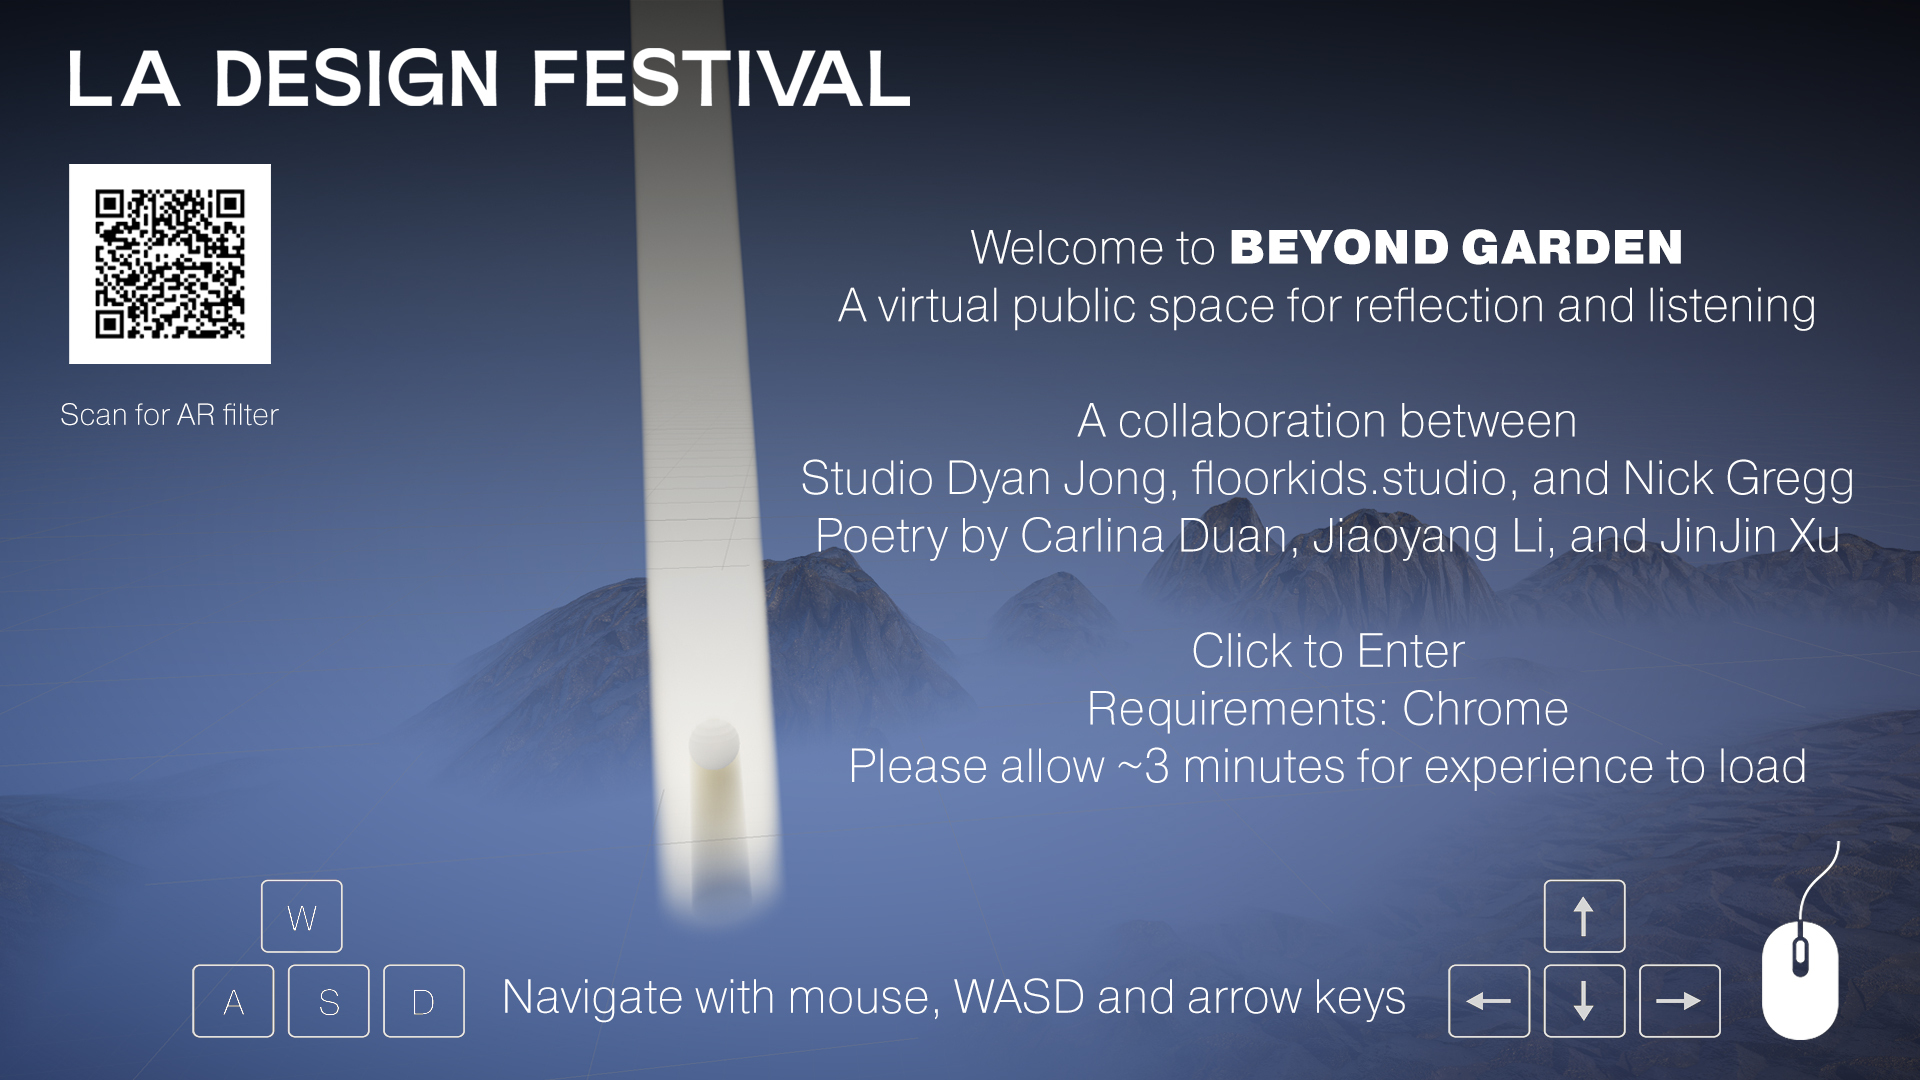 LA DESIGN FESTIVAL
Scan for AR filter
Welcome to BEYOND GARDEN
A virtual public space for reflection and listening
A collaboration between
Studio Dyan Jong, floorkids.studio, and Nick Gregg
Poetry by Carlina Duan, Jiaoyang Li, and JinJin Xu
Click to Enter
Requirements: Chrome
Please allow ~3 minutes for experience to load
W
A S D
Navigate with mouse, WASD and arrow keys